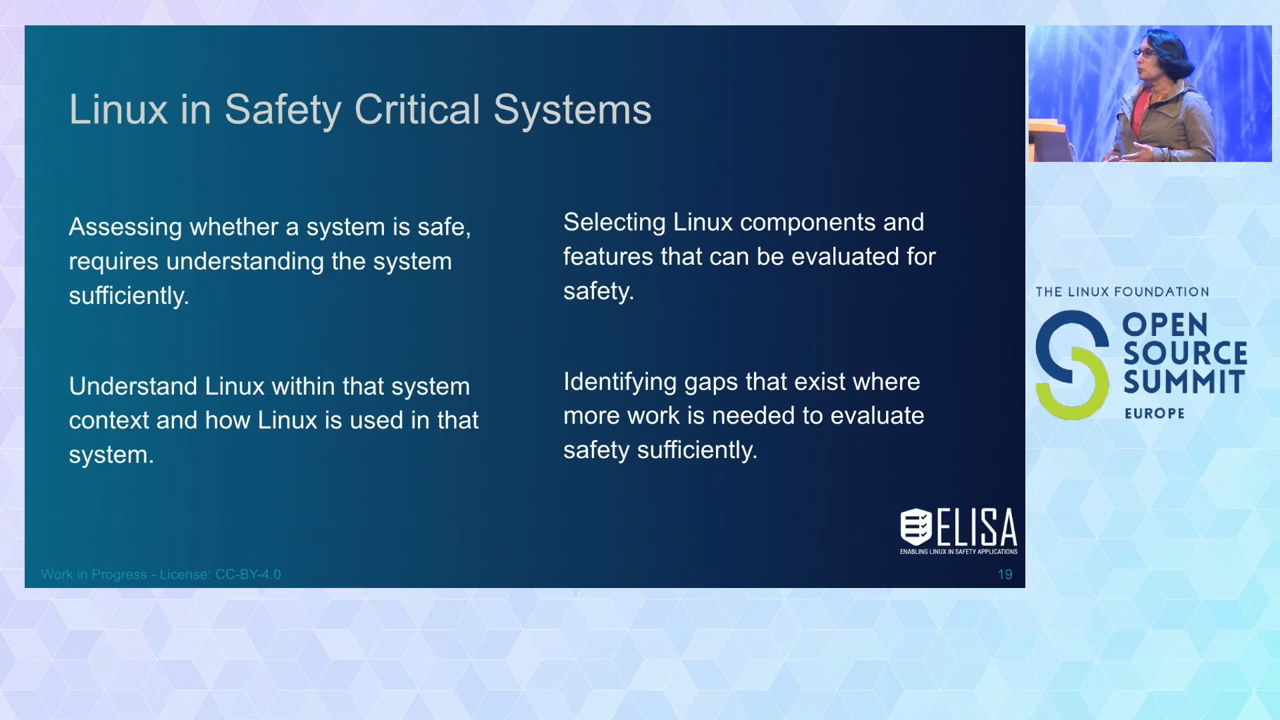 Linux in Safety Critical Systems
Assessing whether a system is safe,
requires understanding the system
sufficiently.
Understand Linux within that system
context and how Linux is used in that
system.
Selecting Linux components and
features that can be evaluated for
safety.
Identifying gaps that exist where
more work is needed to evaluate
safety sufficiently.
ELISA
ENABLING LINUX IN SAFETY APPLICATIONS
Work in Progress - License: CC-BY-4.0
19
THE LINUX FOUNDATION
OPEN
SOURCE
SUMMIT
EUROPE